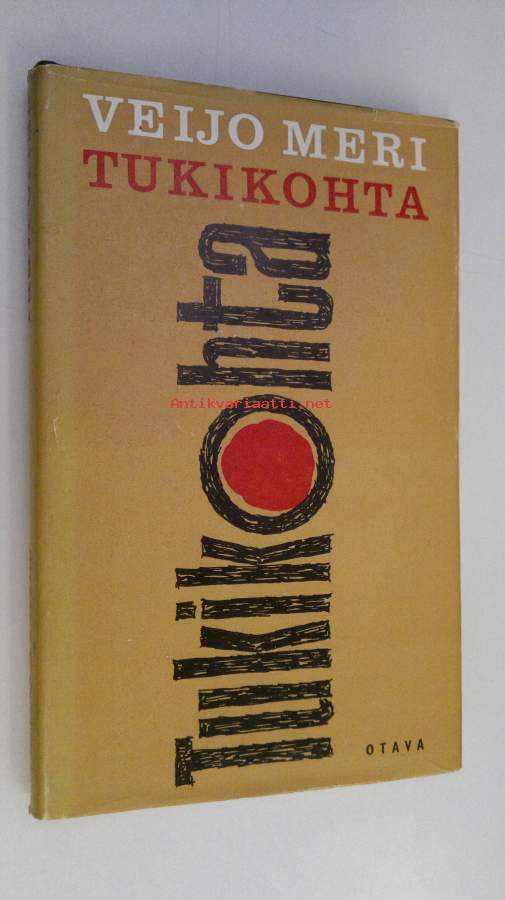 VEIJO MERI
TUKIKOHTA
Tukikohta
Antikvariaatti.net
OTAVA